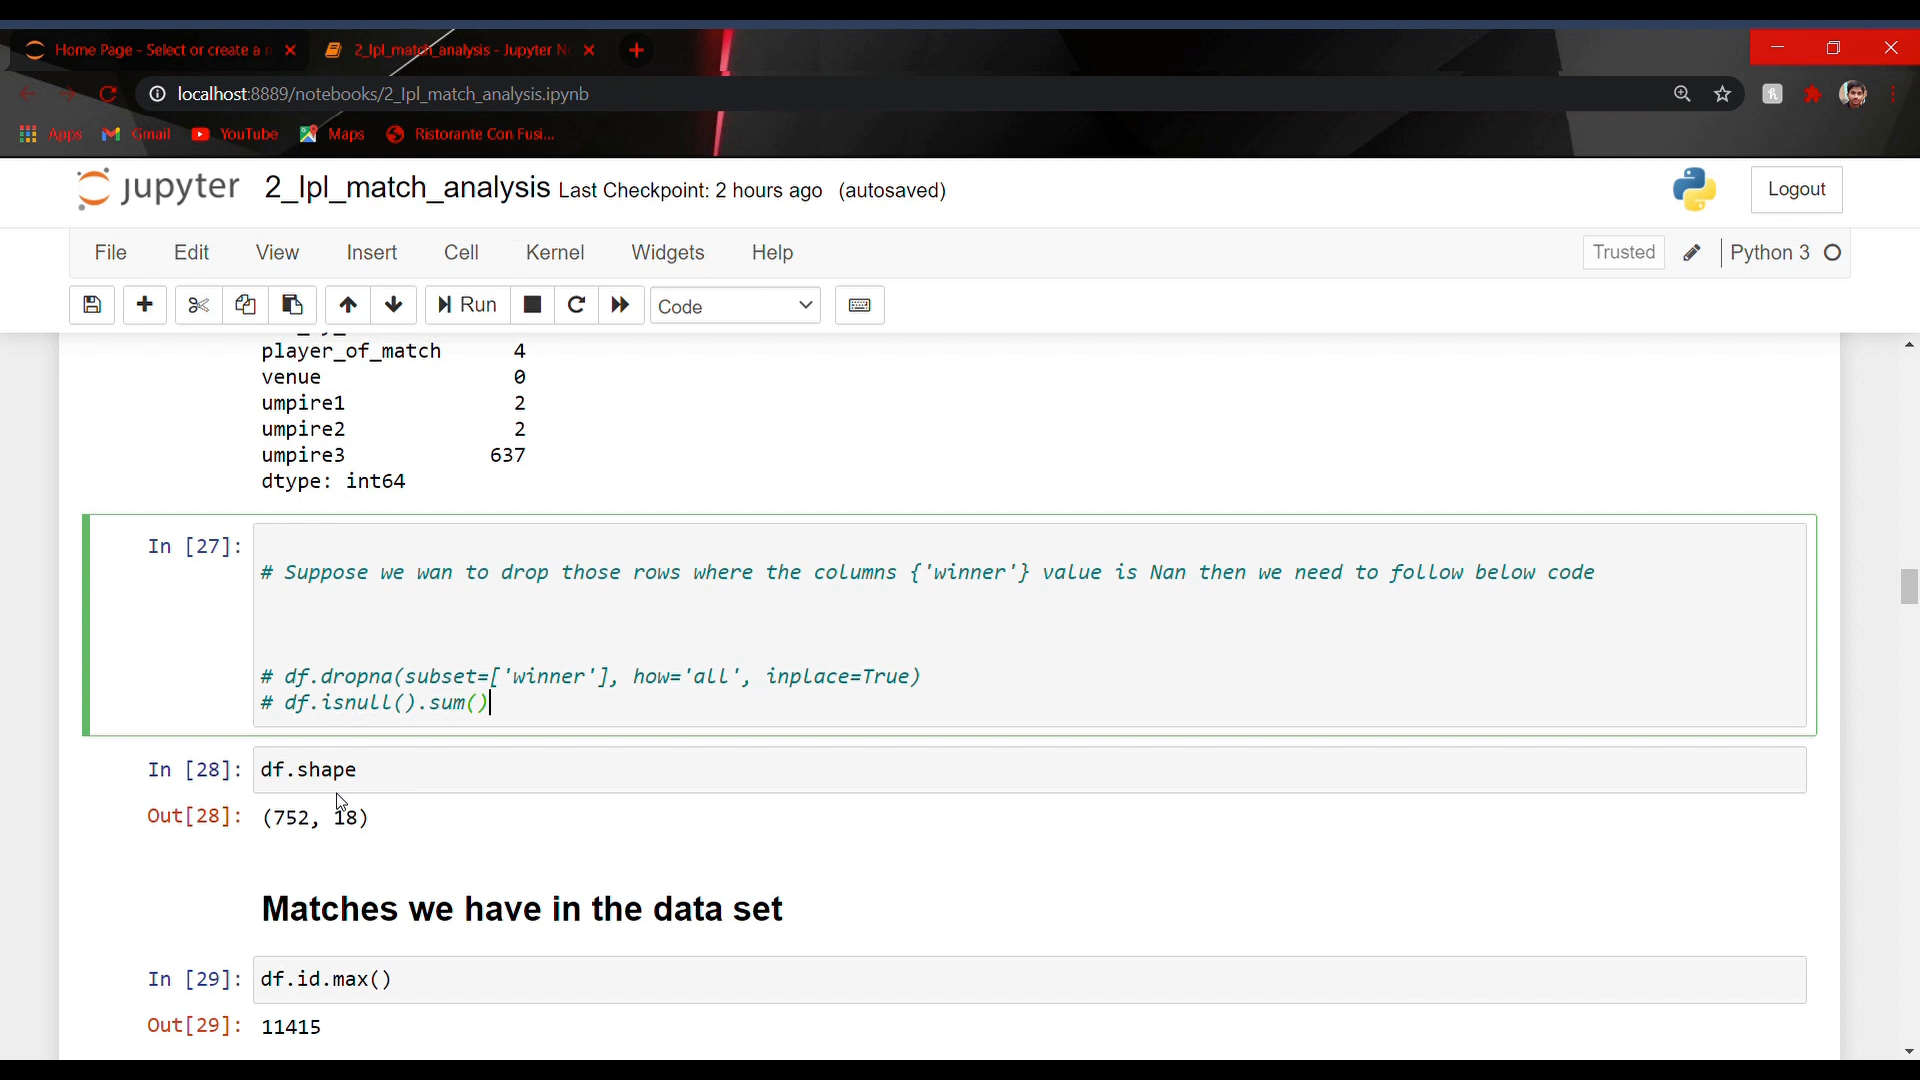 Home Page - Select or create a n
2_Ipl_match_analysis - Jupyter N
localhost:8889/notebooks/2_Ipl_match_analysis.ipynb
Apps Gmail YouTube Maps Ristorante Con Fusi...
jupyter 2_Ipl_match_analysis Last Checkpoint: 2 hours ago (autosaved) Logout
File Edit View Insert Cell Kernel Widgets Help Trusted Python 3
Run Code
player_of_match 4
venue 0
umpire1 2
umpire2 2
umpire3 637
dtype: int64
In [27]:
# Suppose we wan to drop those rows where the columns {'winner'} value is Nan then we need to follow below code
# df.dropna(subset=['winner'], how='all', inplace=True)
# df.isnull().sum()
In [28]: df.shape
Out[28]: (752, 18)
Matches we have in the data set
In [29]: df.id.max()
Out[29]: 11415